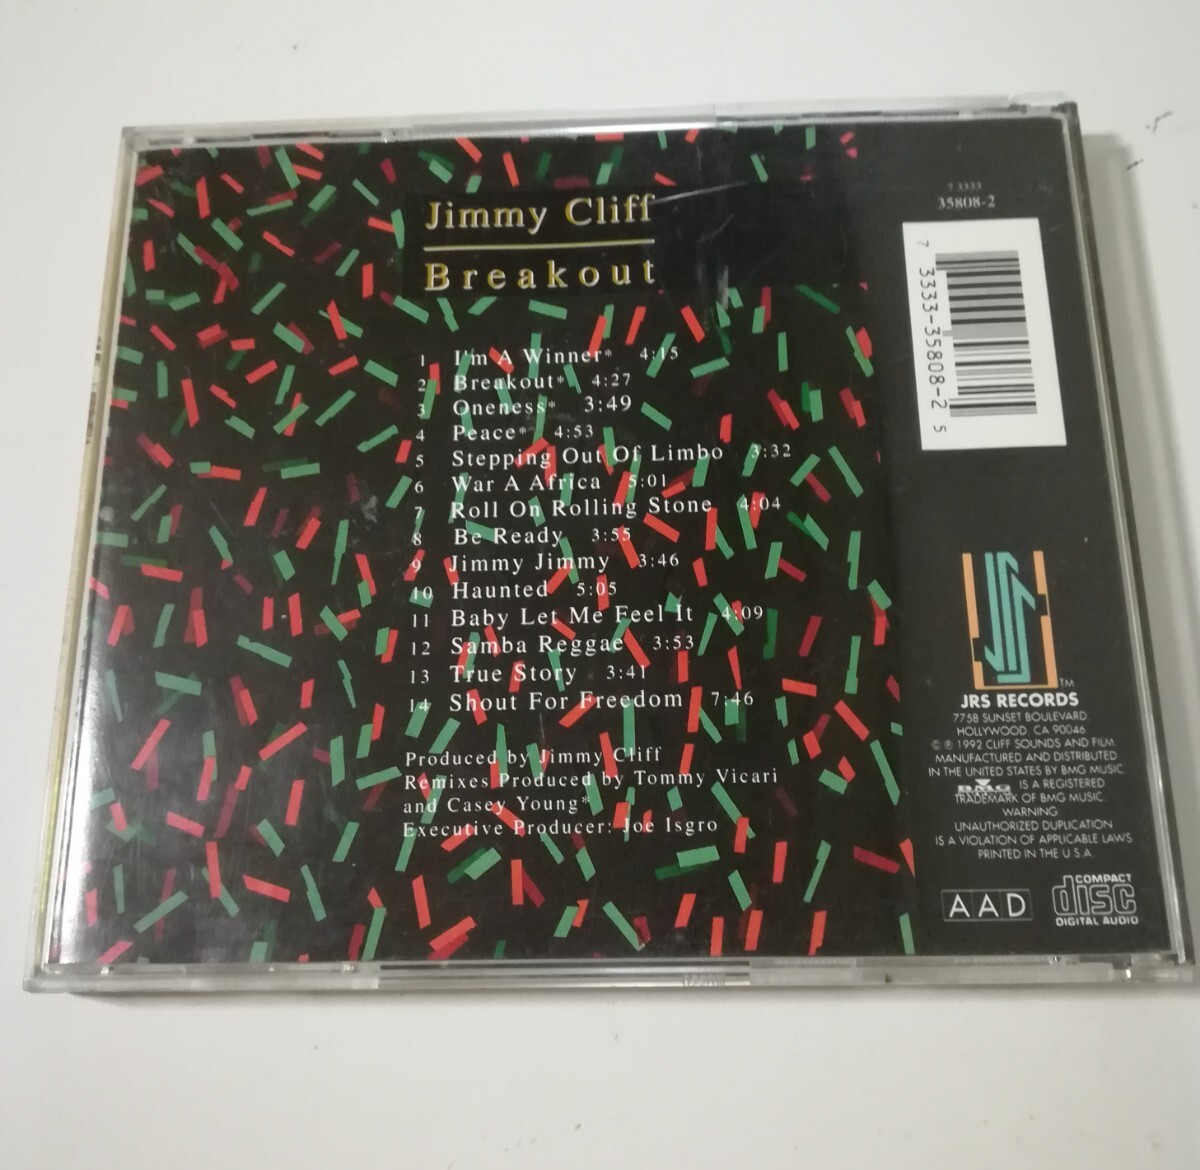 Jimmy Cliff
Breakout
1 I'm A Winner* 4:15
2 Breakout* 4:27
3 Oneness* 3:49
4 Peace* 4:53
5 Stepping Out Of Limbo 3:32
6 War A Africa 5:01
7 Roll On Rolling Stone 4:04
8 Be Ready 3:55
9 Jimmy Jimmy 3:46
10 Haunted 5:05
11 Baby Let Me Feel It 4:09
12 Samba Reggae 3:53
13 True Story 3:41
14 Shout For Freedom 7:46
Produced by Jimmy Cliff
Remixes Produced by Tommy Vicari
and Casey Young*
Executive Producer: Joe Isgro
7 3333
35808-2
7 3333-35808-2 5
JRS RECORDS
7758 SUNSET BOULEVARD
HOLLYWOOD CA 90046
© ℗ 1992 CLIFF SOUNDS AND FILM
MANUFACTURED AND DISTRIBUTED
IN THE UNITED STATES BY BMG MUSIC.
BMG IS A REGISTERED
TRADEMARK OF BMG MUSIC.
WARNING
UNAUTHORIZED DUPLICATION
IS A VIOLATION OF APPLICABLE LAWS
PRINTED IN THE U.S.A.
AAD
COMPACT
disc
DIGITAL AUDIO
TM